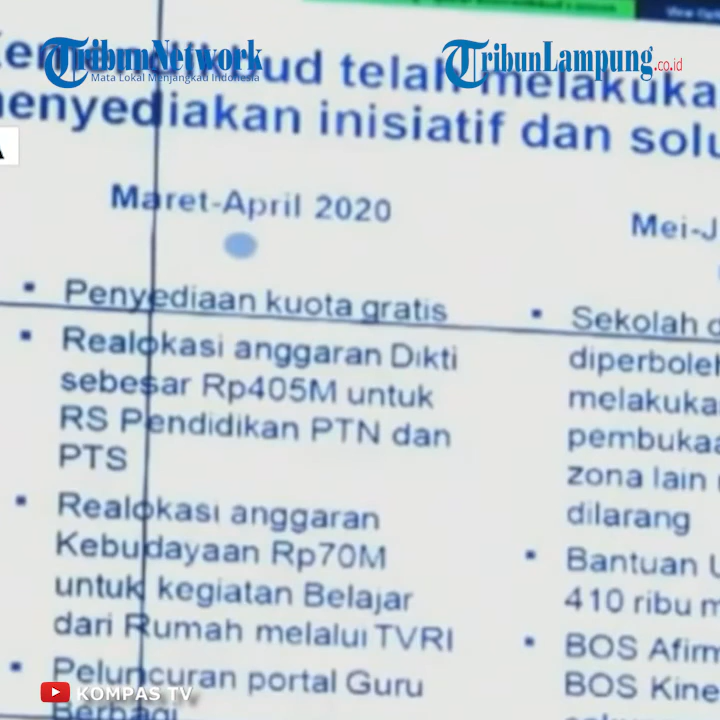 TribunNetwork
Mata Lokal Menjangkau Indonesia
TribunLampung.co.id
telah melakuka
enyediakan inisiatif dan solu
A
Maret-April 2020
Penyediaan kuota gratis
Realokasi anggaran Dikti
sebesar Rp405M untuk
RS Pendidikan PTN dan
PTS
Realokasi anggaran
Kebudayaan Rp70M
untuk kegiatan Belajar
dari Rumah melalui TVRI
Peluncuran portal Guru
Berbagi
Mei-J
Sekolah d
diperboleh
melakuka
pembukaa
zona lain
dilarang
Bantuan U
410 ribu m
BOS Afirm
BOS Kine
KOMPAS TV